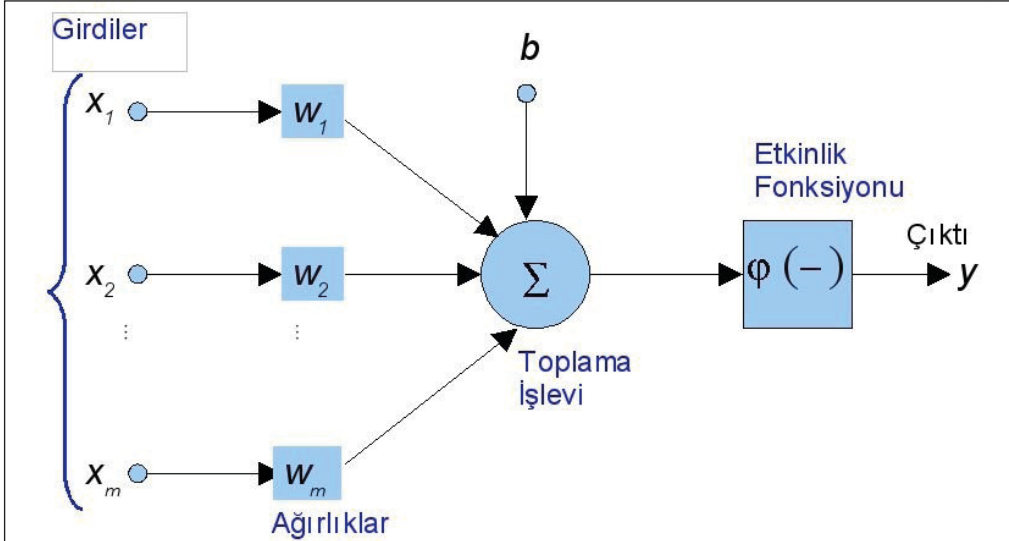 Girdiler
b
x1
w1
Etkinlik
Fonksiyonu
Çıktı
x2
w2
Σ
φ (−)
y
⋮
⋮
Toplama
İşlevi
xm
wm
Ağırlıklar